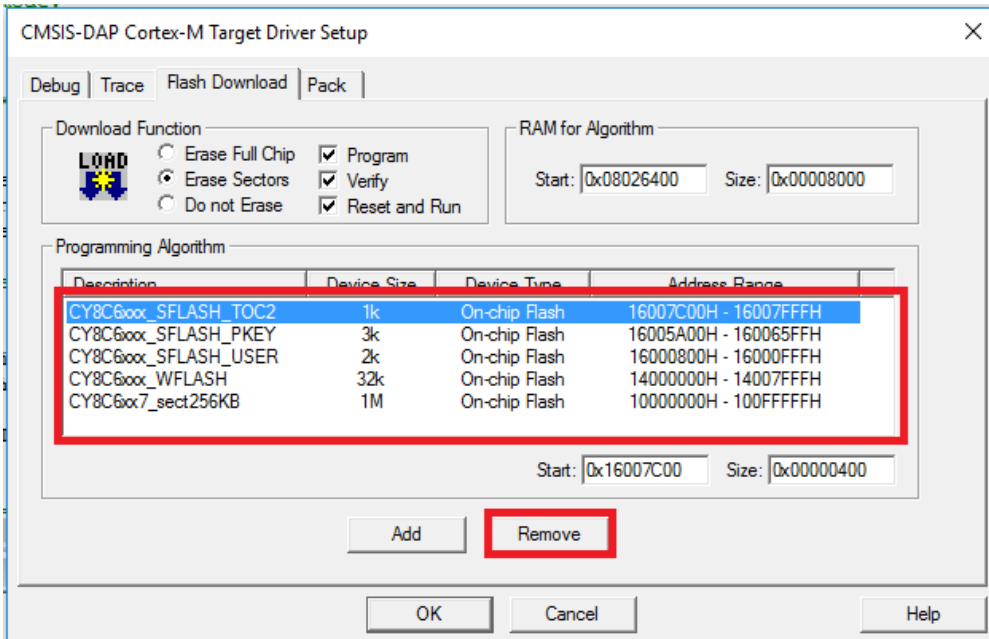 CMSIS-DAP Cortex-M Target Driver Setup
Debug Trace Flash Download Pack
Download Function
LOAD
Erase Full Chip
Erase Sectors
Do not Erase
Program
Verify
Reset and Run
RAM for Algorithm
Start: 0x08026400 Size: 0x00008000
Programming Algorithm
Description Device Size Device Type Address Range
CY8C6xxx_SFLASH_TOC2 1k On-chip Flash 16007C00H - 16007FFFH
CY8C6xxx_SFLASH_PKEY 3k On-chip Flash 16005A00H - 160065FFH
CY8C6xxx_SFLASH_USER 2k On-chip Flash 16000800H - 16000FFFH
CY8C6xxx_WFLASH 32k On-chip Flash 14000000H - 14007FFFH
CY8C6xx7_sect256KB 1M On-chip Flash 10000000H - 100FFFFFH
Start: 0x16007C00 Size: 0x00000400
Add Remove
OK Cancel Help